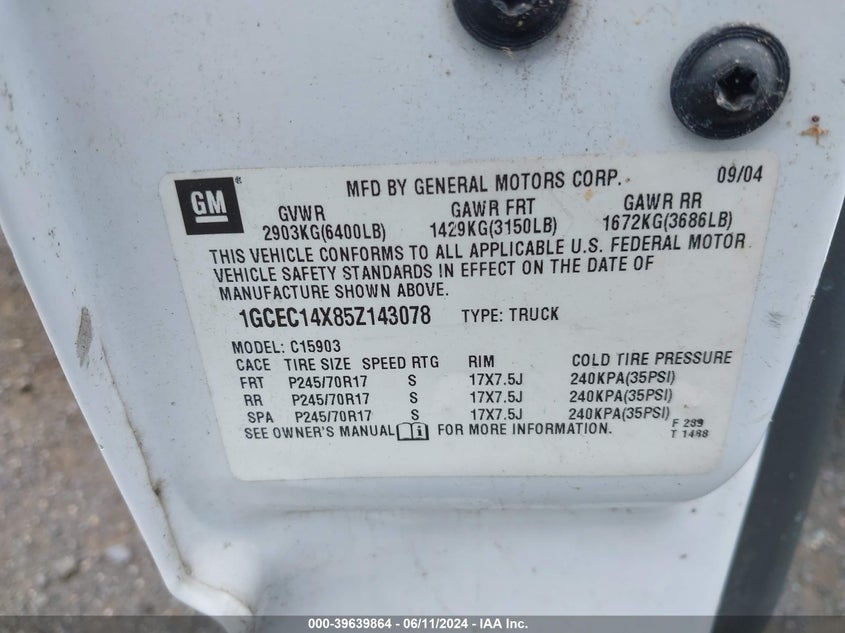 GM
MFD BY GENERAL MOTORS CORP. 09/04
GVWR GAWR FRT GAWR RR
2903KG(6400LB) 1429KG(3150LB) 1672KG(3686LB)
THIS VEHICLE CONFORMS TO ALL APPLICABLE U.S. FEDERAL MOTOR
VEHICLE SAFETY STANDARDS IN EFFECT ON THE DATE OF
MANUFACTURE SHOWN ABOVE.
1GCEC14X85Z143078 TYPE: TRUCK
MODEL: C15903
CACE TIRE SIZE SPEED RTG RIM COLD TIRE PRESSURE
FRT P245/70R17 S 17X7.5J 240KPA(35PSI)
RR P245/70R17 S 17X7.5J 240KPA(35PSI)
SPA P245/70R17 S 17X7.5J 240KPA(35PSI)
SEE OWNER'S MANUAL i FOR MORE INFORMATION.
F 289
T 1488
000-39639864 / 06/11/2024 - IAA, Inc.